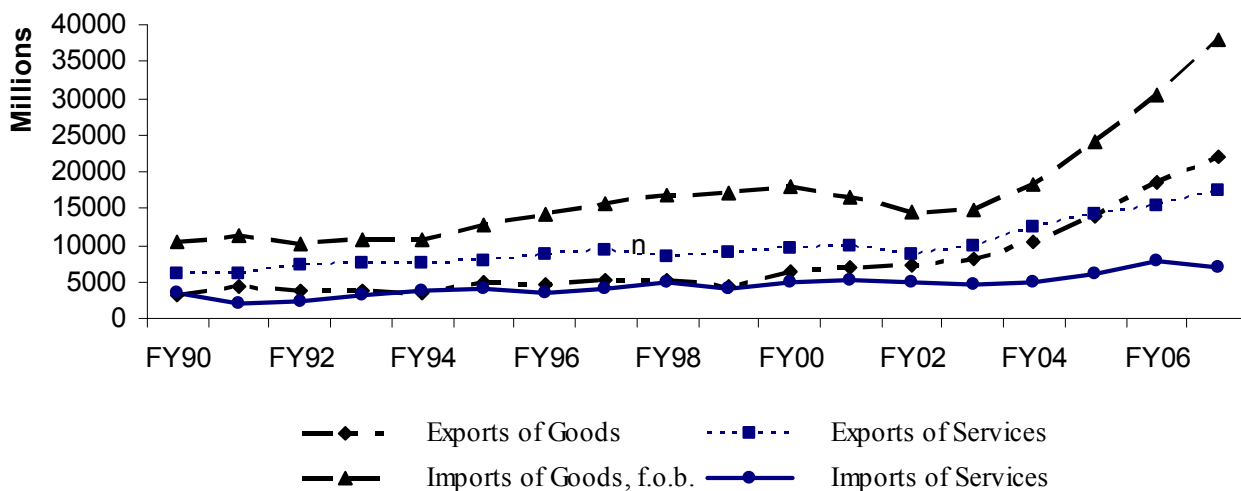 Millions
40000
35000
30000
25000
20000
15000
10000
5000
0
n
FY90 FY92 FY94 FY96 FY98 FY00 FY02 FY04 FY06
Exports of Goods Exports of Services
Imports of Goods, f.o.b. Imports of Services